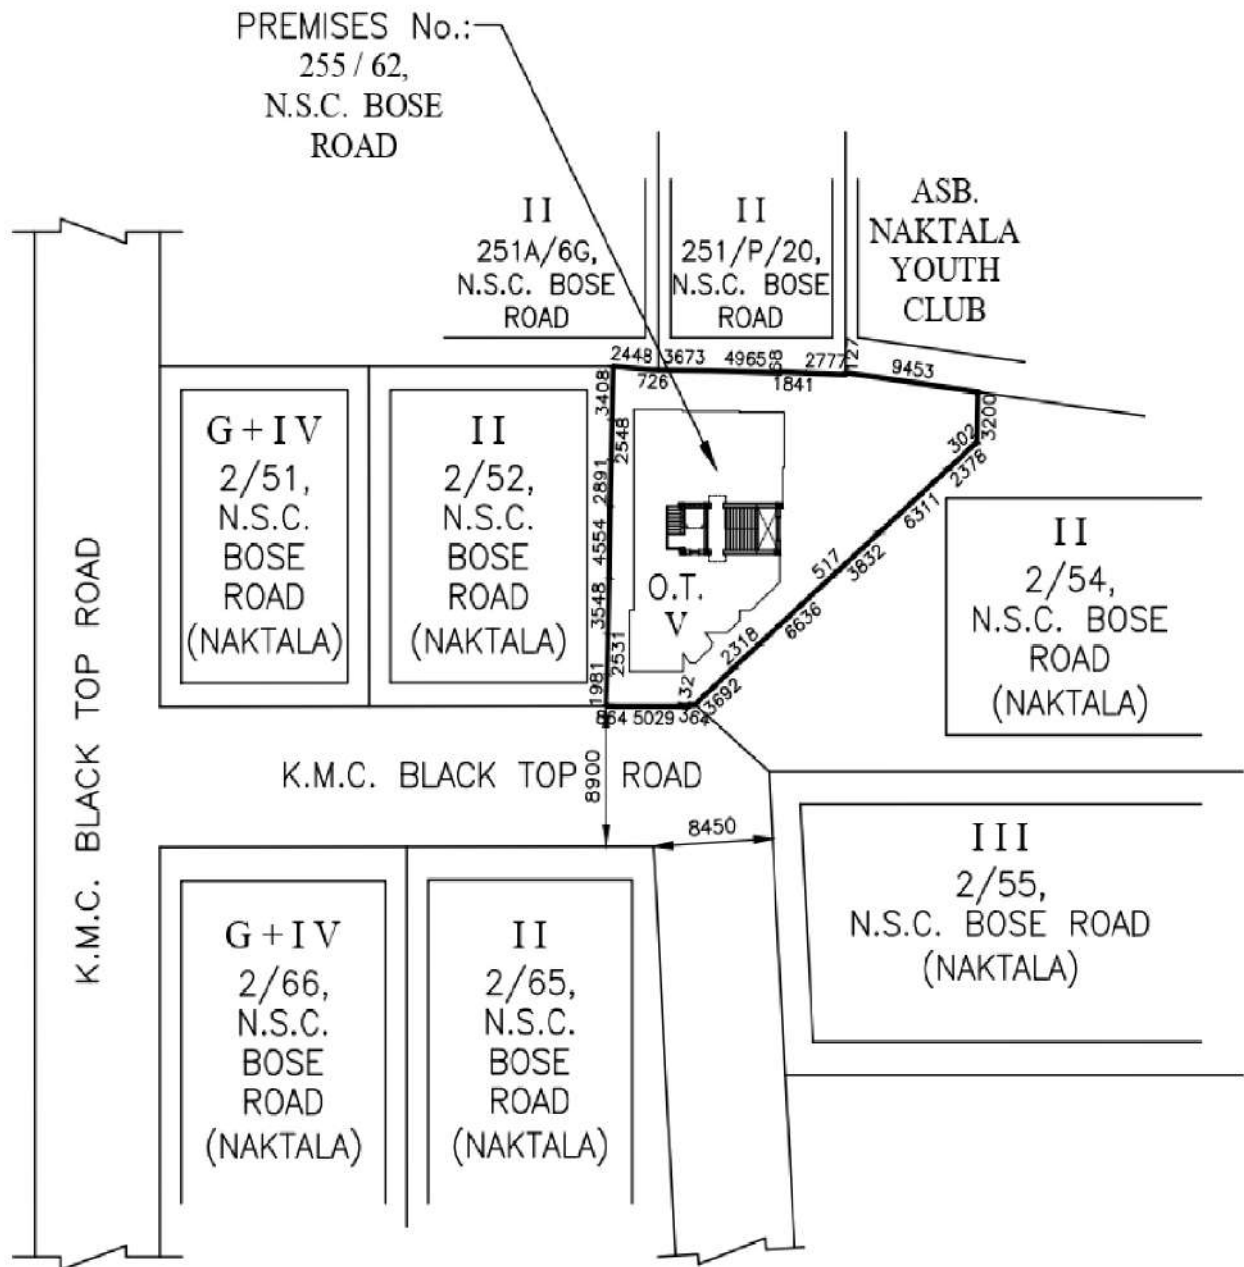 PREMISES No.:
255 / 62,
N.S.C. BOSE
ROAD
II
251A/6G,
N.S.C. BOSE
ROAD
II
251/P/20,
N.S.C. BOSE
ROAD
ASB.
NAKTALA
YOUTH
CLUB
2448
3673
4965
68
2777
127
9453
726
1841
3408
2548
2891
4554
3548
2531
1981
3200
302
2378
6311
517
3832
6636
2318
3692
132
864
5029
364
G+IV
2/51,
N.S.C.
BOSE
ROAD
(NAKTALA)
II
2/52,
N.S.C.
BOSE
ROAD
(NAKTALA)
O.T.
V
II
2/54,
N.S.C. BOSE
ROAD
(NAKTALA)
K.M.C. BLACK TOP ROAD
K.M.C. BLACK TOP ROAD
8900
8450
III
2/55,
N.S.C. BOSE ROAD
(NAKTALA)
G+IV
2/66,
N.S.C.
BOSE
ROAD
(NAKTALA)
II
2/65,
N.S.C.
BOSE
ROAD
(NAKTALA)